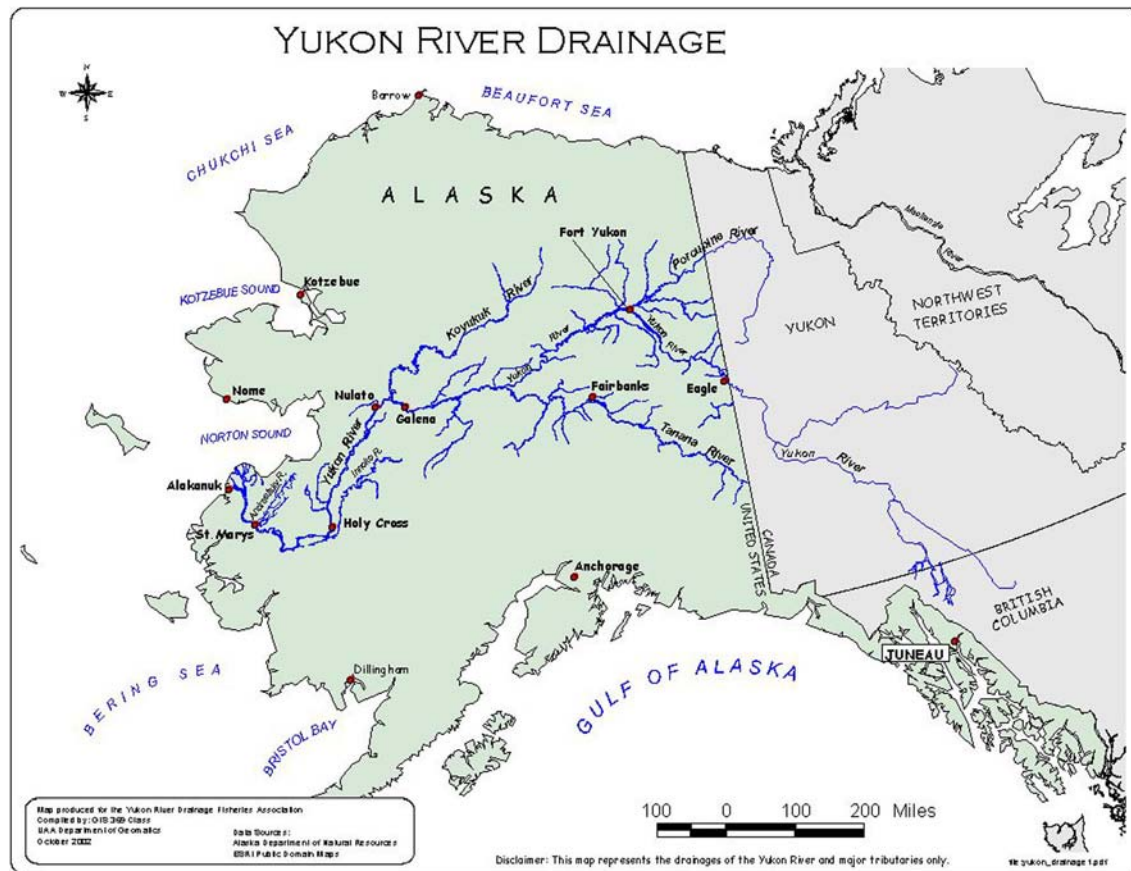 YUKON RIVER DRAINAGE
N
W E
S
Barrow
BEAUFORT SEA
CHUKCHI SEA
ALASKA
Fort Yukon
Porcupine River
Mackenzie
River
KOTZEBUE SOUND
Kotzebue
Koyukuk River
NORTHWEST
TERRITORIES
YUKON
Yukon River
Yukon River
Nome
Nulato
Galena
Fairbanks
Eagle
NORTON SOUND
Yukon River
Innoko R.
Tanana River
Yukon River
Alakanuk
Andreafsky R.
St. Marys
Holy Cross
UNITED STATES
CANADA
Anchorage
BRITISH
COLUMBIA
JUNEAU
BERING SEA
Dillingham
GULF OF ALASKA
BRISTOL BAY
Map produced for the Yukon River Drainage Fisheries Association
Compiled by: GIS 369 Class
UAA Department of Geomatics
October 2002
Data Sources:
Alaska Department of Natural Resources
ESRI Public Domain Maps
100 0 100 200 Miles
Disclaimer: This map represents the drainages of the Yukon River and major tributaries only.
file:yukon_drainage1.pdf